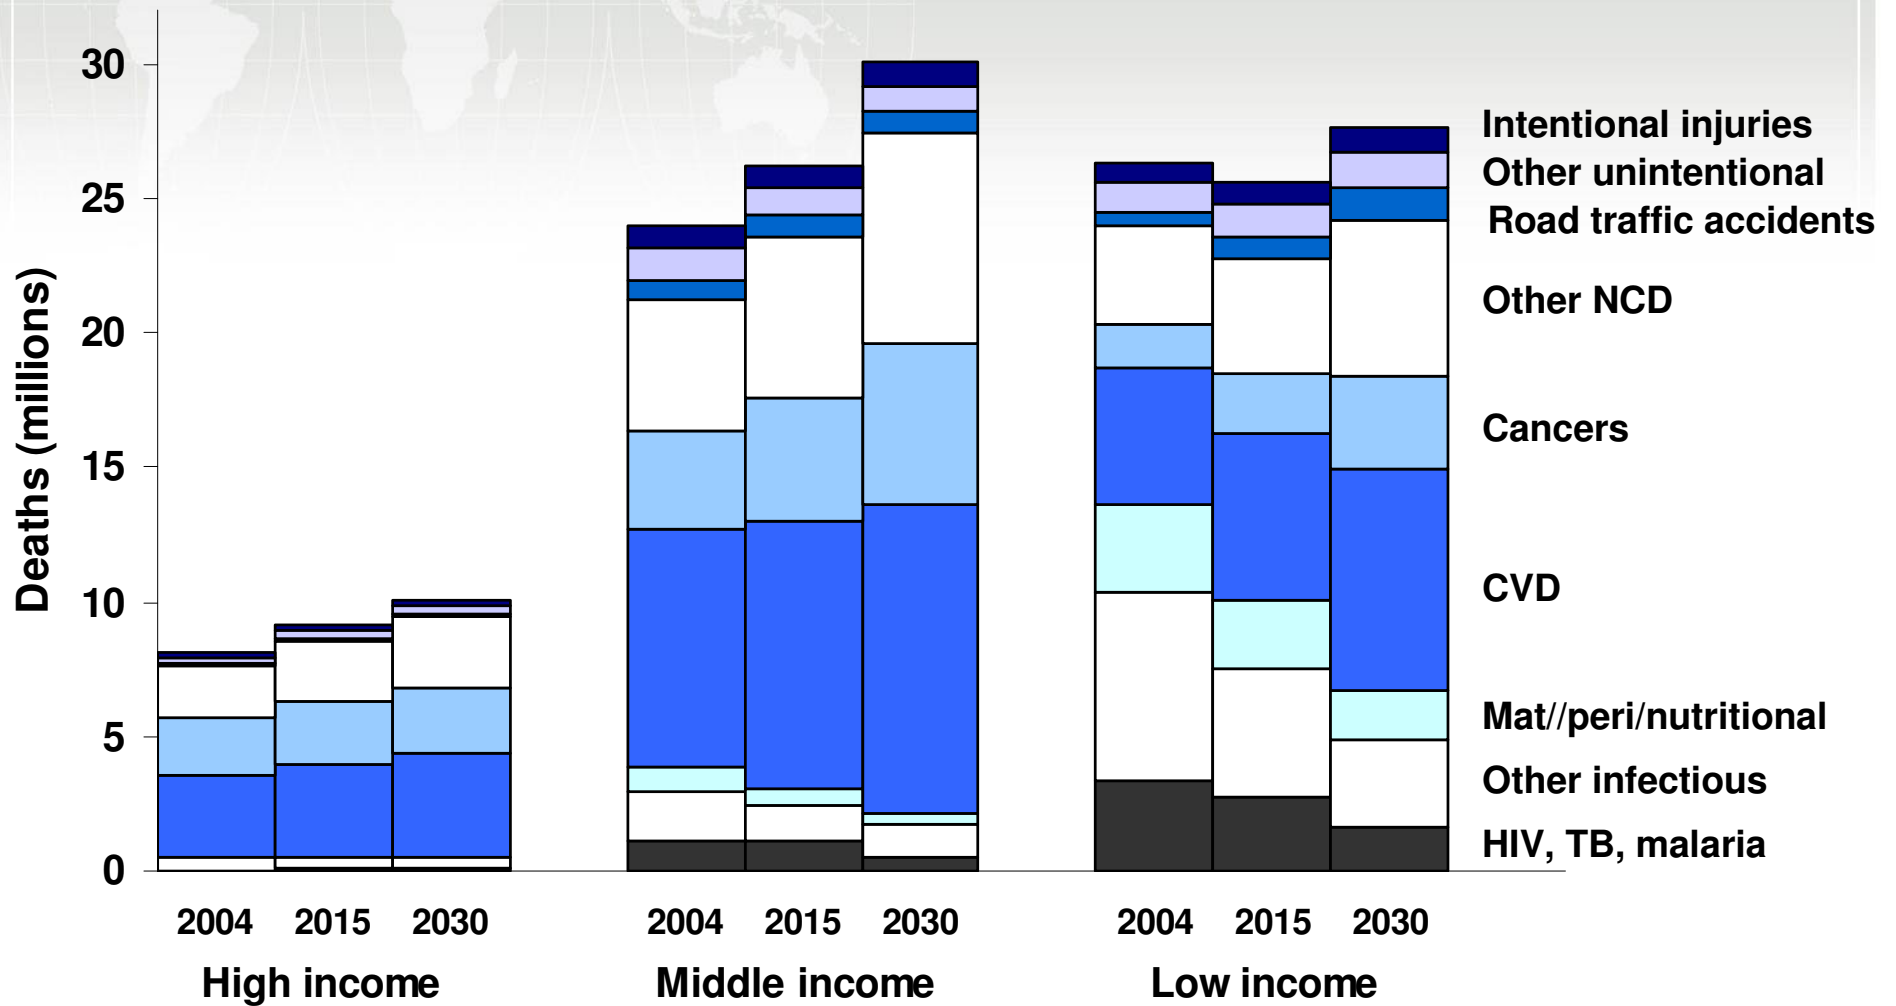 Deaths (millions)
30
25
20
15
10
5
0
Intentional injuries
Other unintentional
Road traffic accidents
Other NCD
Cancers
CVD
Mat//peri/nutritional
Other infectious
HIV, TB, malaria
2004 2015 2030 2004 2015 2030 2004 2015 2030
High income Middle income Low income